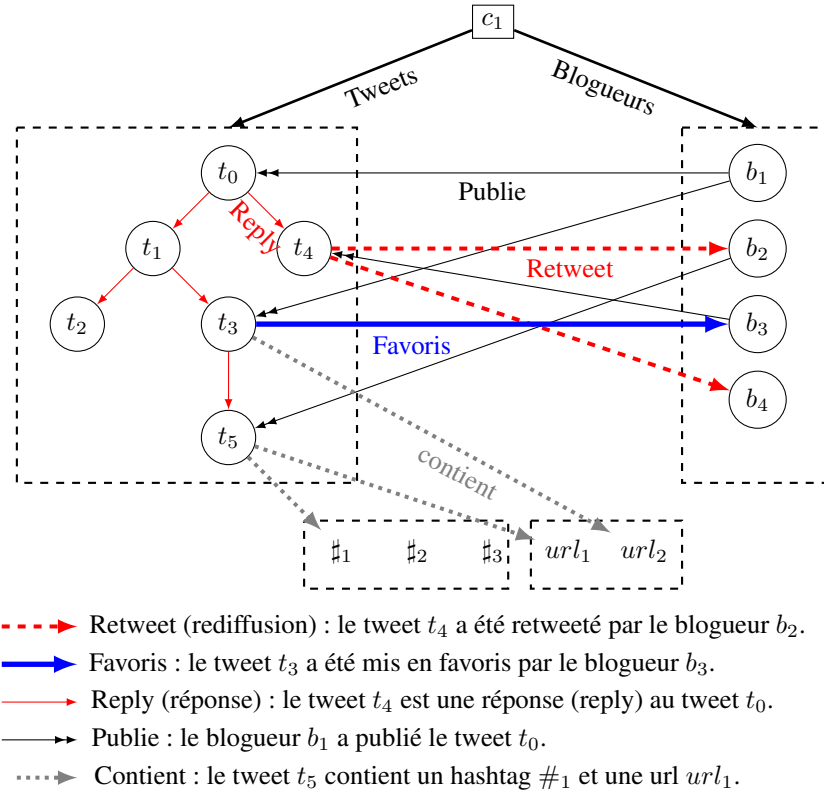 c1
Tweets Blogueurs
t0 b1
Publie
Reply
t1 t4 b2
Retweet
t2 t3 b3
Favoris
b4
t5
contient
♯1 ♯2 ♯3 url1 url2
Retweet (rediffusion) : le tweet t4 a été retweeté par le blogueur b2.
Favoris : le tweet t3 a été mis en favoris par le blogueur b3.
Reply (réponse) : le tweet t4 est une réponse (reply) au tweet t0.
Publie : le blogueur b1 a publié le tweet t0.
Contient : le tweet t5 contient un hashtag #1 et une url url1.